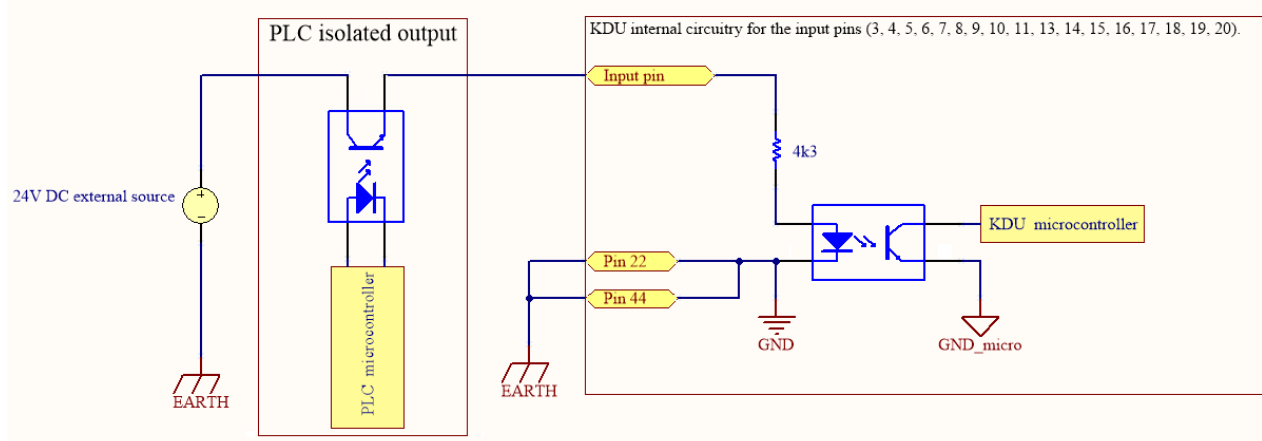 PLC isolated output
KDU internal circuitry for the input pins (3, 4, 5, 6, 7, 8, 9, 10, 11, 13, 14, 15, 16, 17, 18, 19, 20).
Input pin
4k3
24V DC external source
+
−
KDU microcontroller
Pin 22
Pin 44
PLC microcontroller
GND
GND_micro
EARTH
EARTH